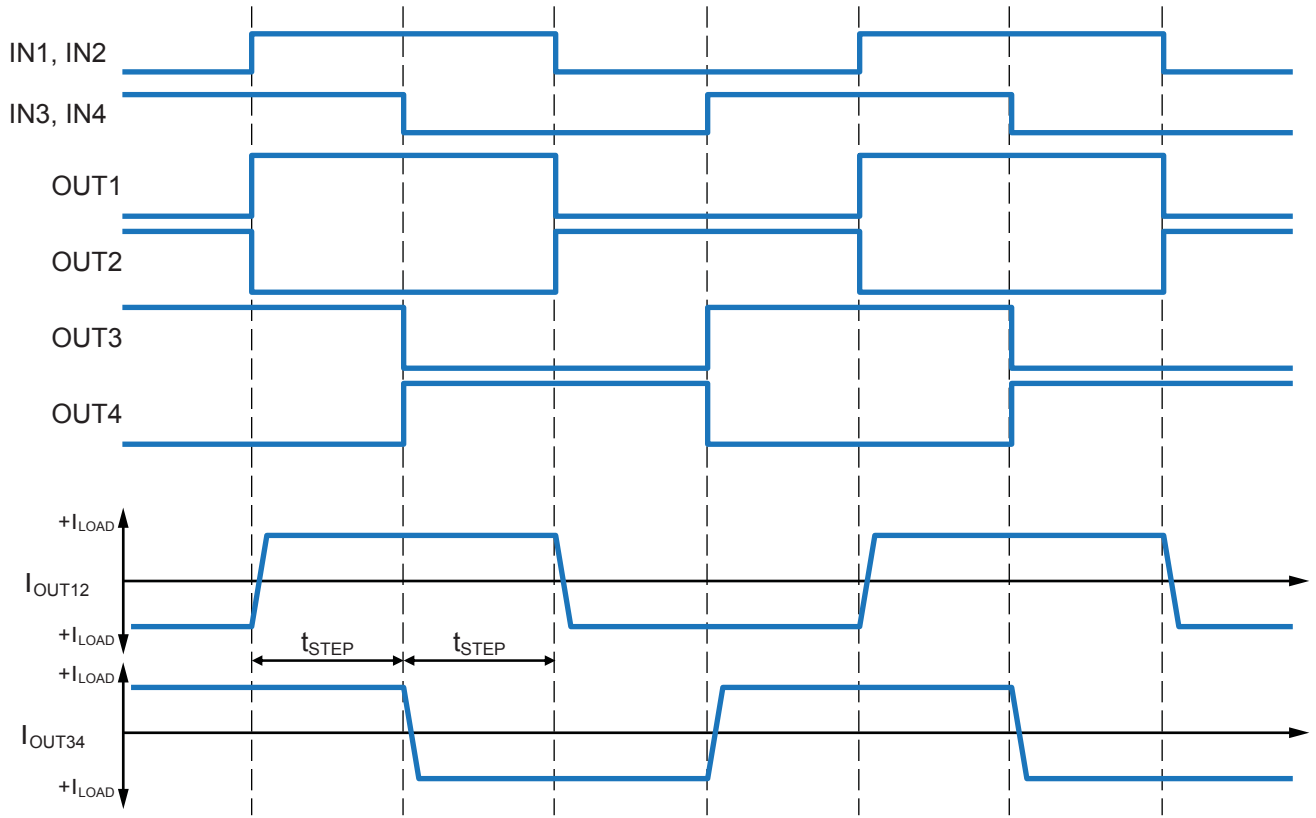 IN1, IN2
IN3, IN4
OUT1
OUT2
OUT3
OUT4
+ILOAD
IOUT12
+ILOAD
tSTEP tSTEP
+ILOAD
IOUT34
+ILOAD